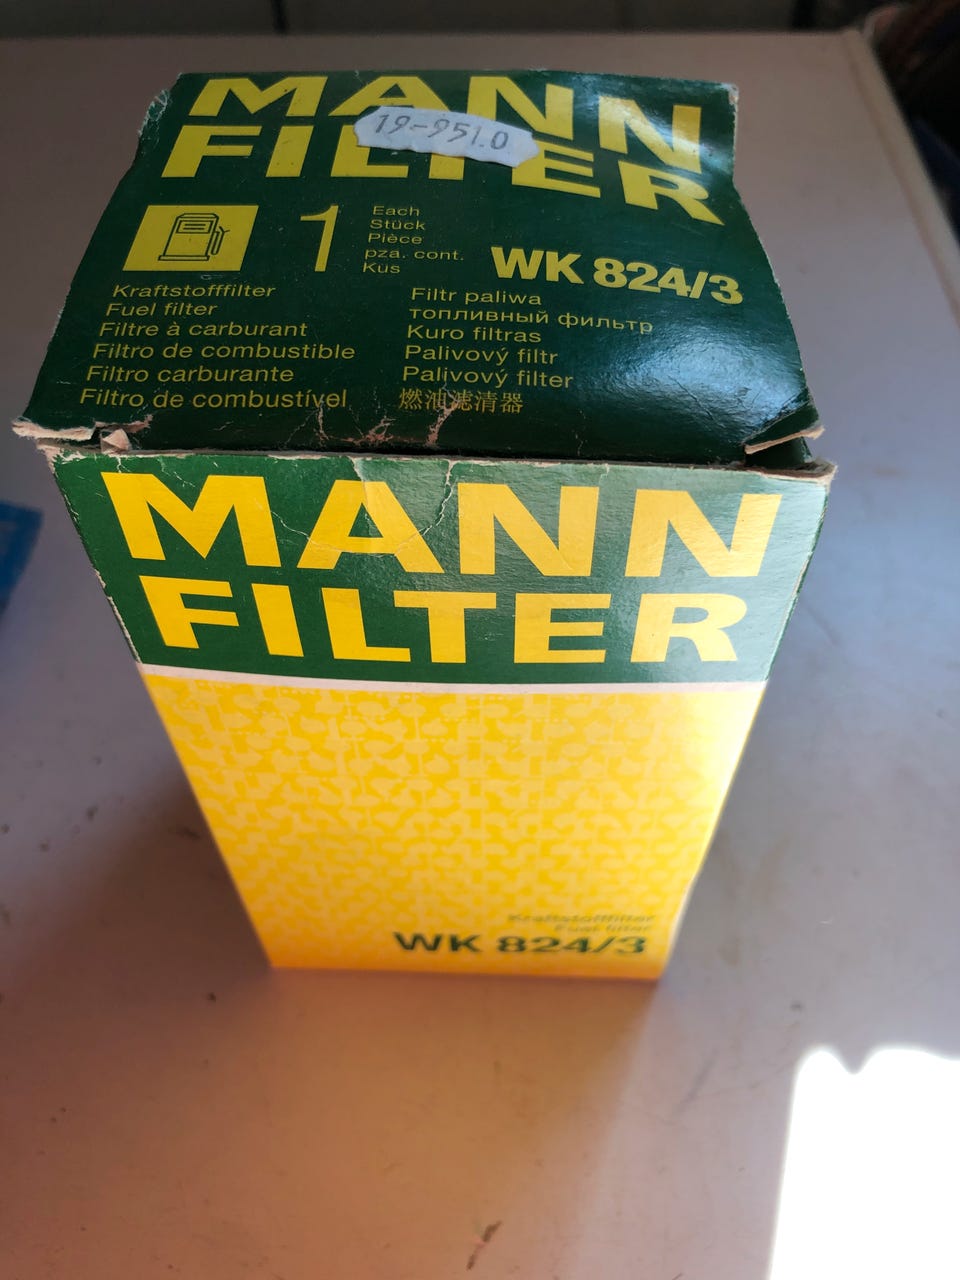 MANN
FILTER
19-951.0
1
Each
Stück
Pièce
pza. cont.
Kus
WK 824/3
Kraftstofffilter
Fuel filter
Filtre à carburant
Filtro de combustible
Filtro carburante
Filtro de combustível
Filtr paliwa
топливный фильтр
Kuro filtras
Palivový filtr
Palivový filter
燃油滤清器
MANN
FILTER
Kraftstofffilter
Fuel filter
WK 824/3